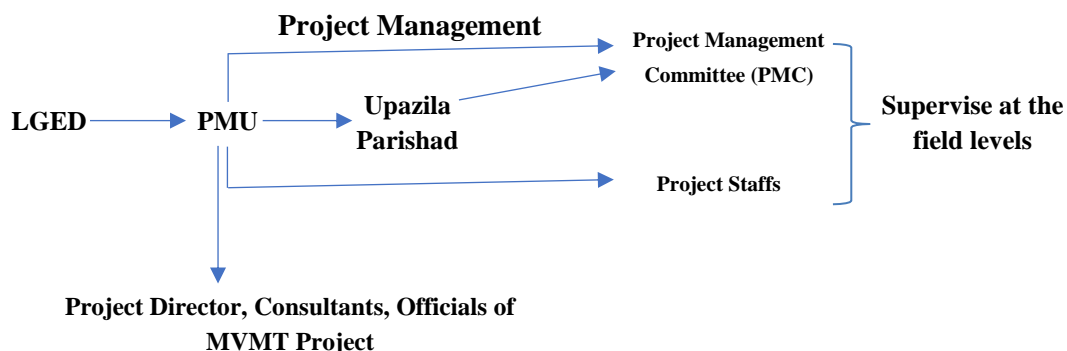 Project Management
Project Management
Committee (PMC)
LGED
PMU
Upazila
Parishad
Supervise at the
field levels
Project Staffs
Project Director, Consultants, Officials of
MVMT Project